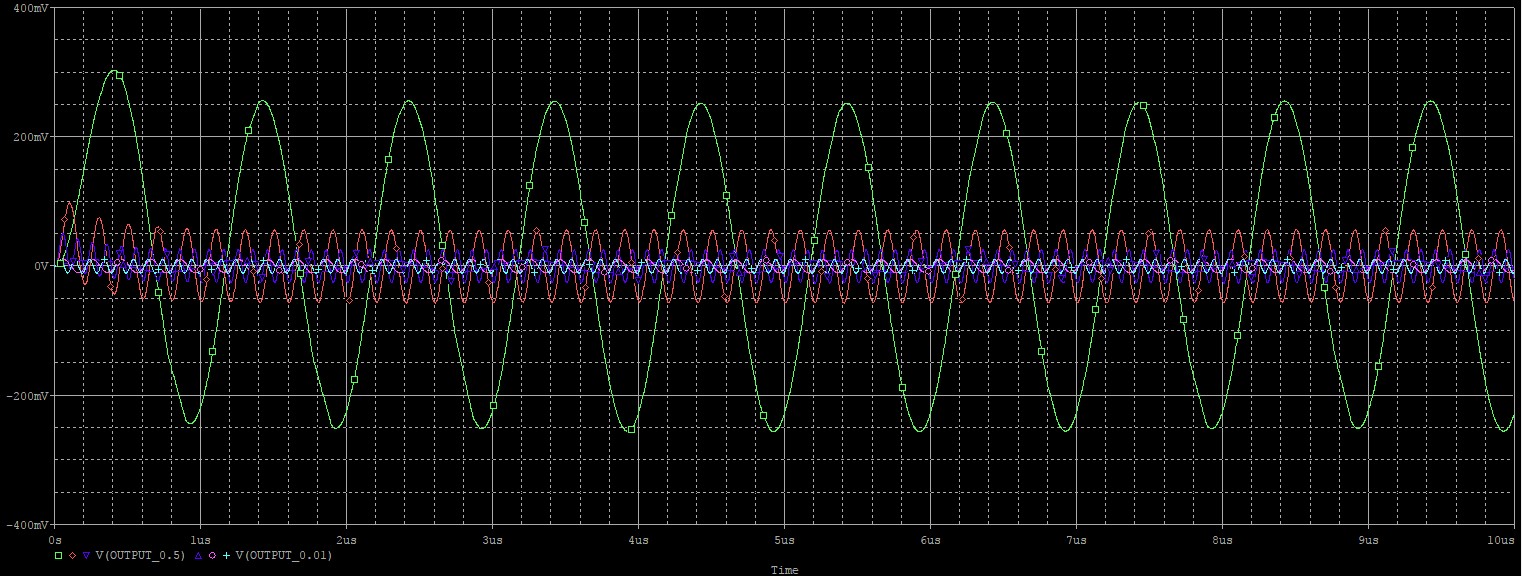 400mV
200mV
0V
-200mV
-400mV
0s 1us 2us 3us 4us 5us 6us 7us 8us 9us 10us
V(OUTPUT_0.5) V(OUTPUT_0.01)
Time